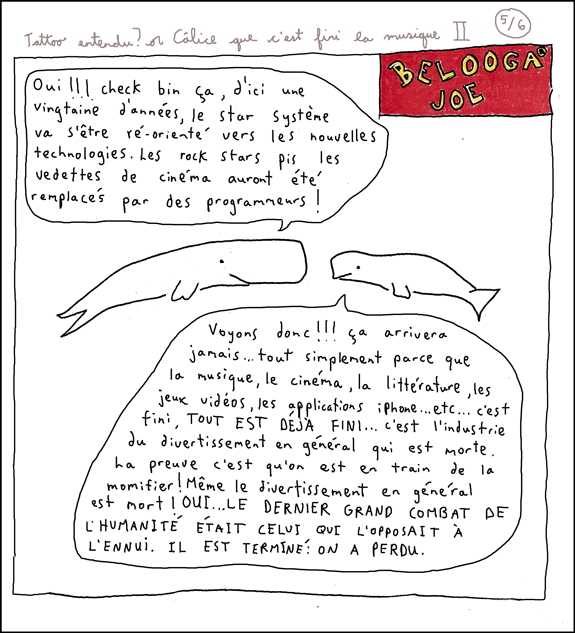 Tattoo entendu? ou Câlice que c'est fini la musique II
5/6
BELOOGA
JOE
Oui!!! check bin ça, d'ici une
vingtaine d'années, le star système
va s'être ré-orienté vers les nouvelles
technologies. Les rock stars pis les
vedettes de cinéma auront été
remplacés par des programmeurs!
Voyons donc!!! ça arrivera
jamais... tout simplement parce que
la musique, le cinéma, la littérature, les
jeux vidéos, les applications iphone...etc... c'est
fini, TOUT EST DÉJÀ FINI... c'est l'industrie
du divertissement en général qui est morte.
La preuve c'est qu'on est en train de la
momifier! Même le divertissement en général
est mort! OUI...LE DERNIER GRAND COMBAT DE
L'HUMANITÉ ÉTAIT CELUI QUI L'OPPOSAIT À
L'ENNUI. IL EST TERMINÉ: ON A PERDU.